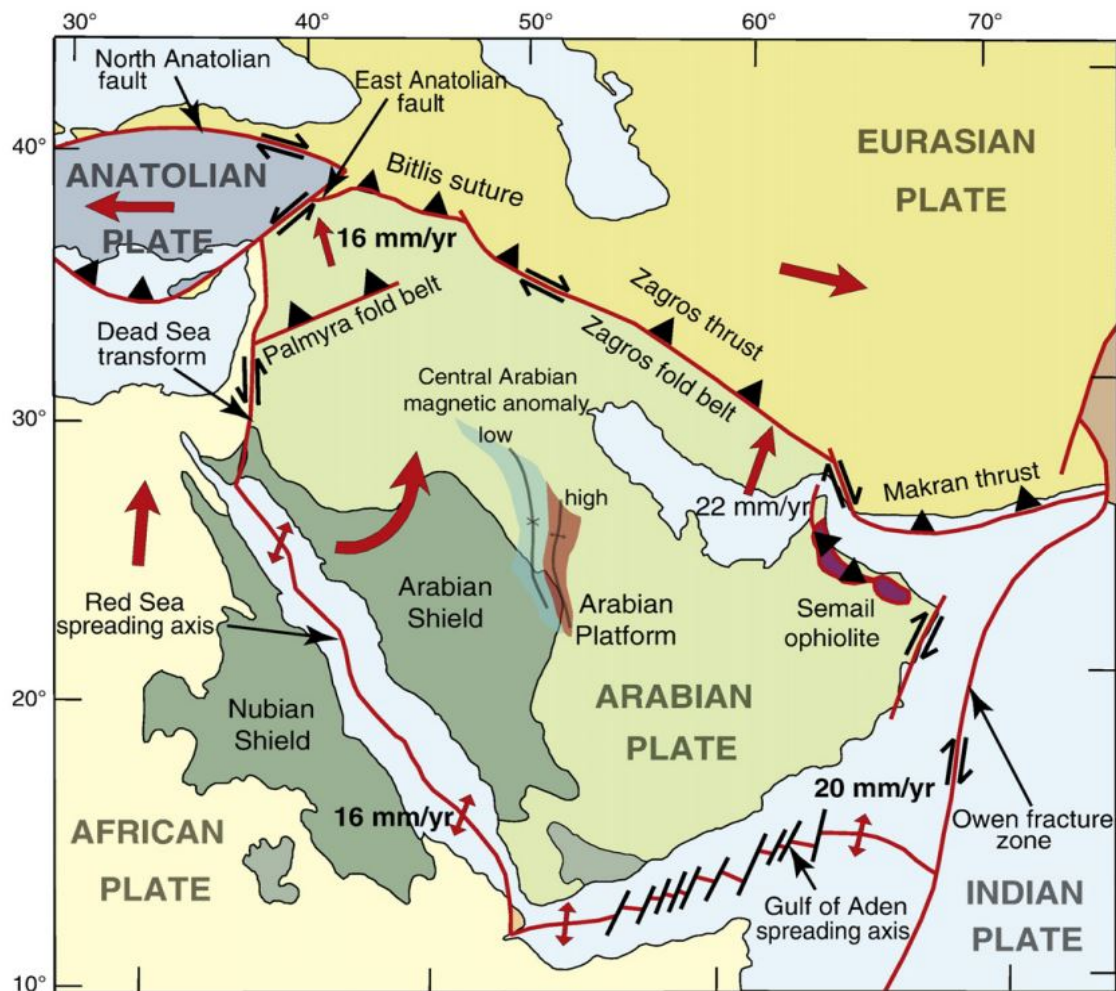 30°
40°
50°
60°
70°
North Anatolian
fault
East Anatolian
fault
40°
ANATOLIAN
PLATE
Bitlis suture
EURASIAN
PLATE
16 mm/yr
Dead Sea
transform
Palmyra fold belt
Zagros thrust
Zagros fold belt
Central Arabian
magnetic anomaly
low
high
30°
22 mm/yr
Makran thrust
Red Sea
spreading axis
Arabian
Shield
Arabian
Platform
Semail
ophiolite
20°
Nubian
Shield
ARABIAN
PLATE
16 mm/yr
20 mm/yr
Owen fracture
zone
AFRICAN
PLATE
Gulf of Aden
spreading axis
INDIAN
PLATE
10°